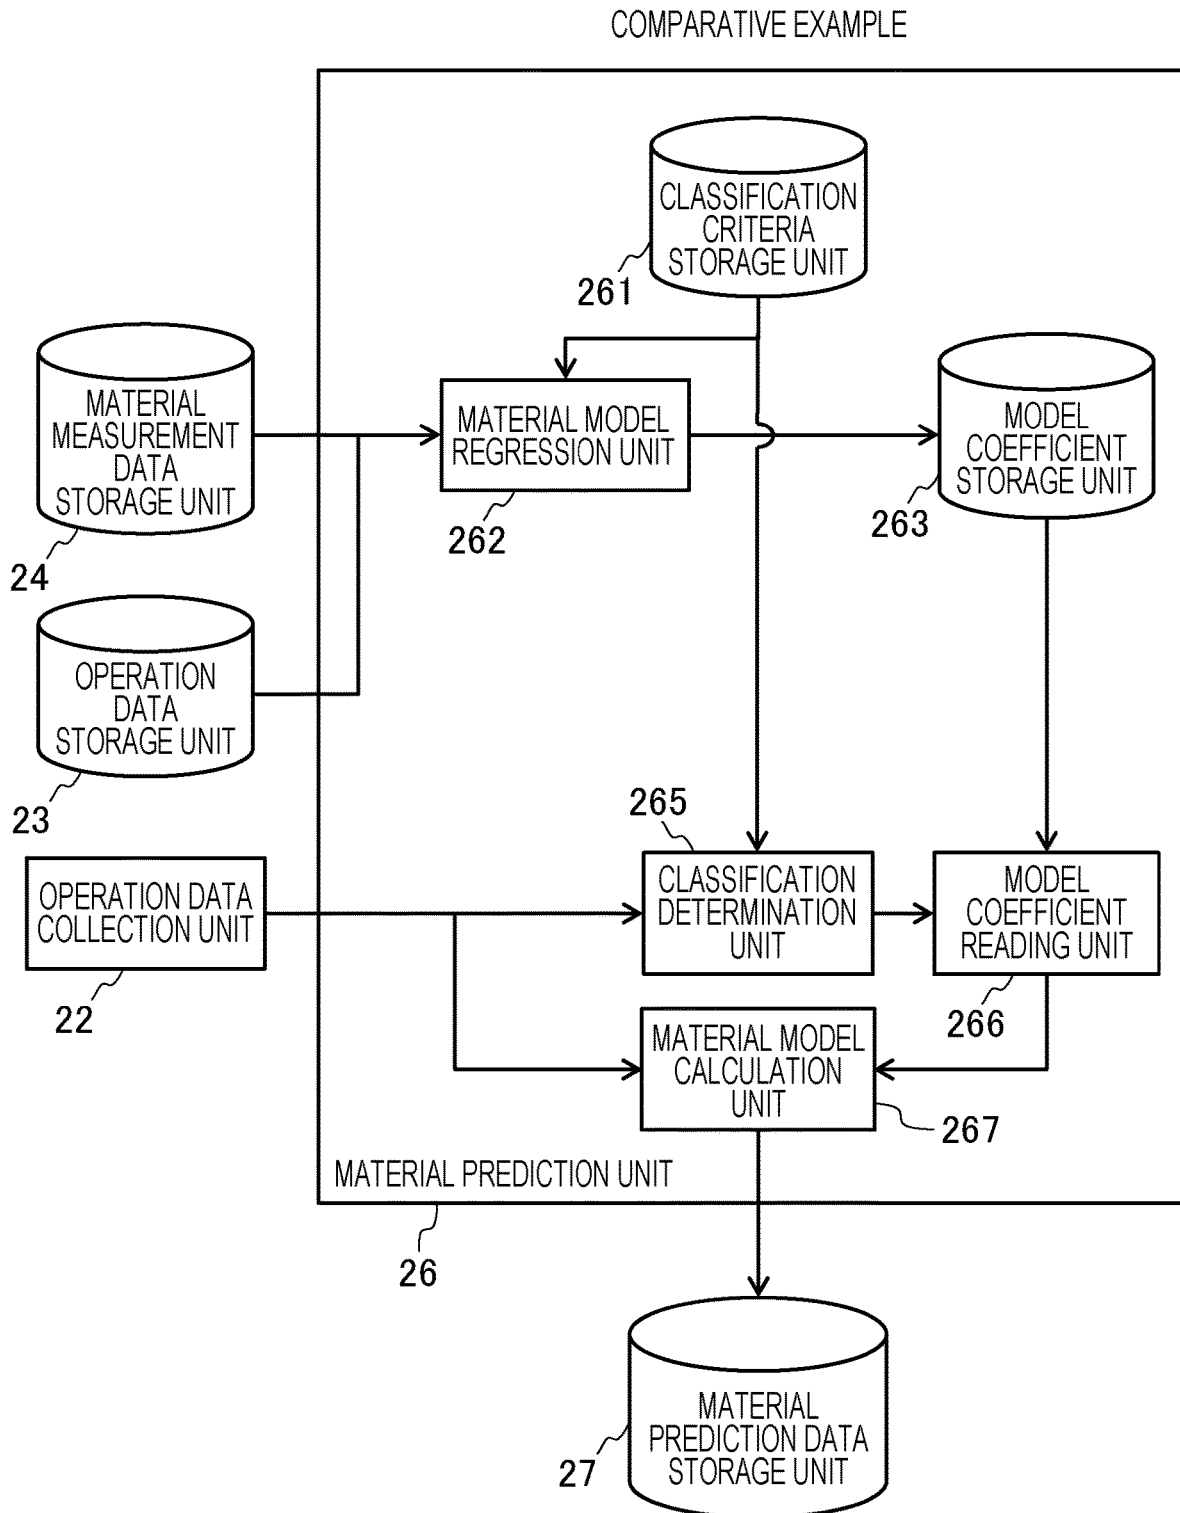 COMPARATIVE EXAMPLE
CLASSIFICATION
CRITERIA
STORAGE UNIT
261
MATERIAL
MEASUREMENT
DATA
STORAGE UNIT
24
MATERIAL MODEL
REGRESSION UNIT
262
MODEL
COEFFICIENT
STORAGE UNIT
263
OPERATION
DATA
STORAGE UNIT
23
OPERATION DATA
COLLECTION UNIT
22
265
CLASSIFICATION
DETERMINATION
UNIT
MODEL
COEFFICIENT
READING UNIT
266
MATERIAL MODEL
CALCULATION
UNIT
267
MATERIAL PREDICTION UNIT
26
MATERIAL
PREDICTION DATA
STORAGE UNIT
27